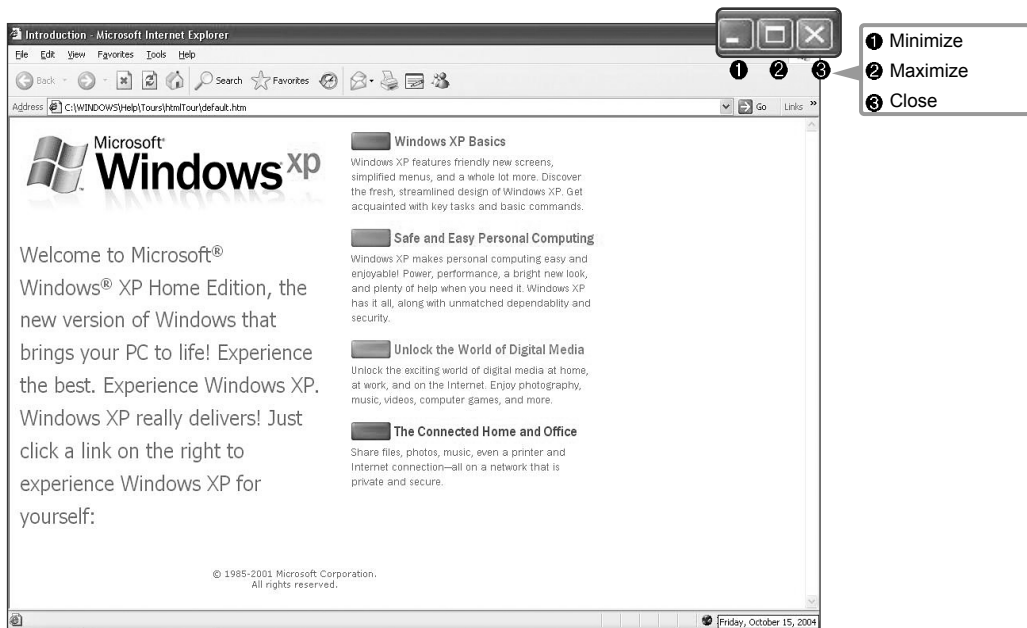 Introduction - Microsoft Internet Explorer
File Edit View Favorites Tools Help
Back Search Favorites
Address C:\WINDOWS\Help\Tours\htmlTour\default.htm Go Links »
❶ ❷ ❸
❶ Minimize
❷ Maximize
❸ Close
Microsoft®
Windows xp
Welcome to Microsoft®
Windows® XP Home Edition, the
new version of Windows that
brings your PC to life! Experience
the best. Experience Windows XP.
Windows XP really delivers! Just
click a link on the right to
experience Windows XP for
yourself:
Windows XP Basics
Windows XP features friendly new screens,
simplified menus, and a whole lot more. Discover
the fresh, streamlined design of Windows XP. Get
acquainted with key tasks and basic commands.
Safe and Easy Personal Computing
Windows XP makes personal computing easy and
enjoyable! Power, performance, a bright new look,
and plenty of help when you need it. Windows XP
has it all, along with unmatched dependablity and
security.
Unlock the World of Digital Media
Unlock the exciting world of digital media at home,
at work, and on the Internet. Enjoy photography,
music, videos, computer games, and more.
The Connected Home and Office
Share files, photos, music, even a printer and
Internet connection—all on a network that is
private and secure.
© 1985-2001 Microsoft Corporation.
All rights reserved.
Friday, October 15, 2004